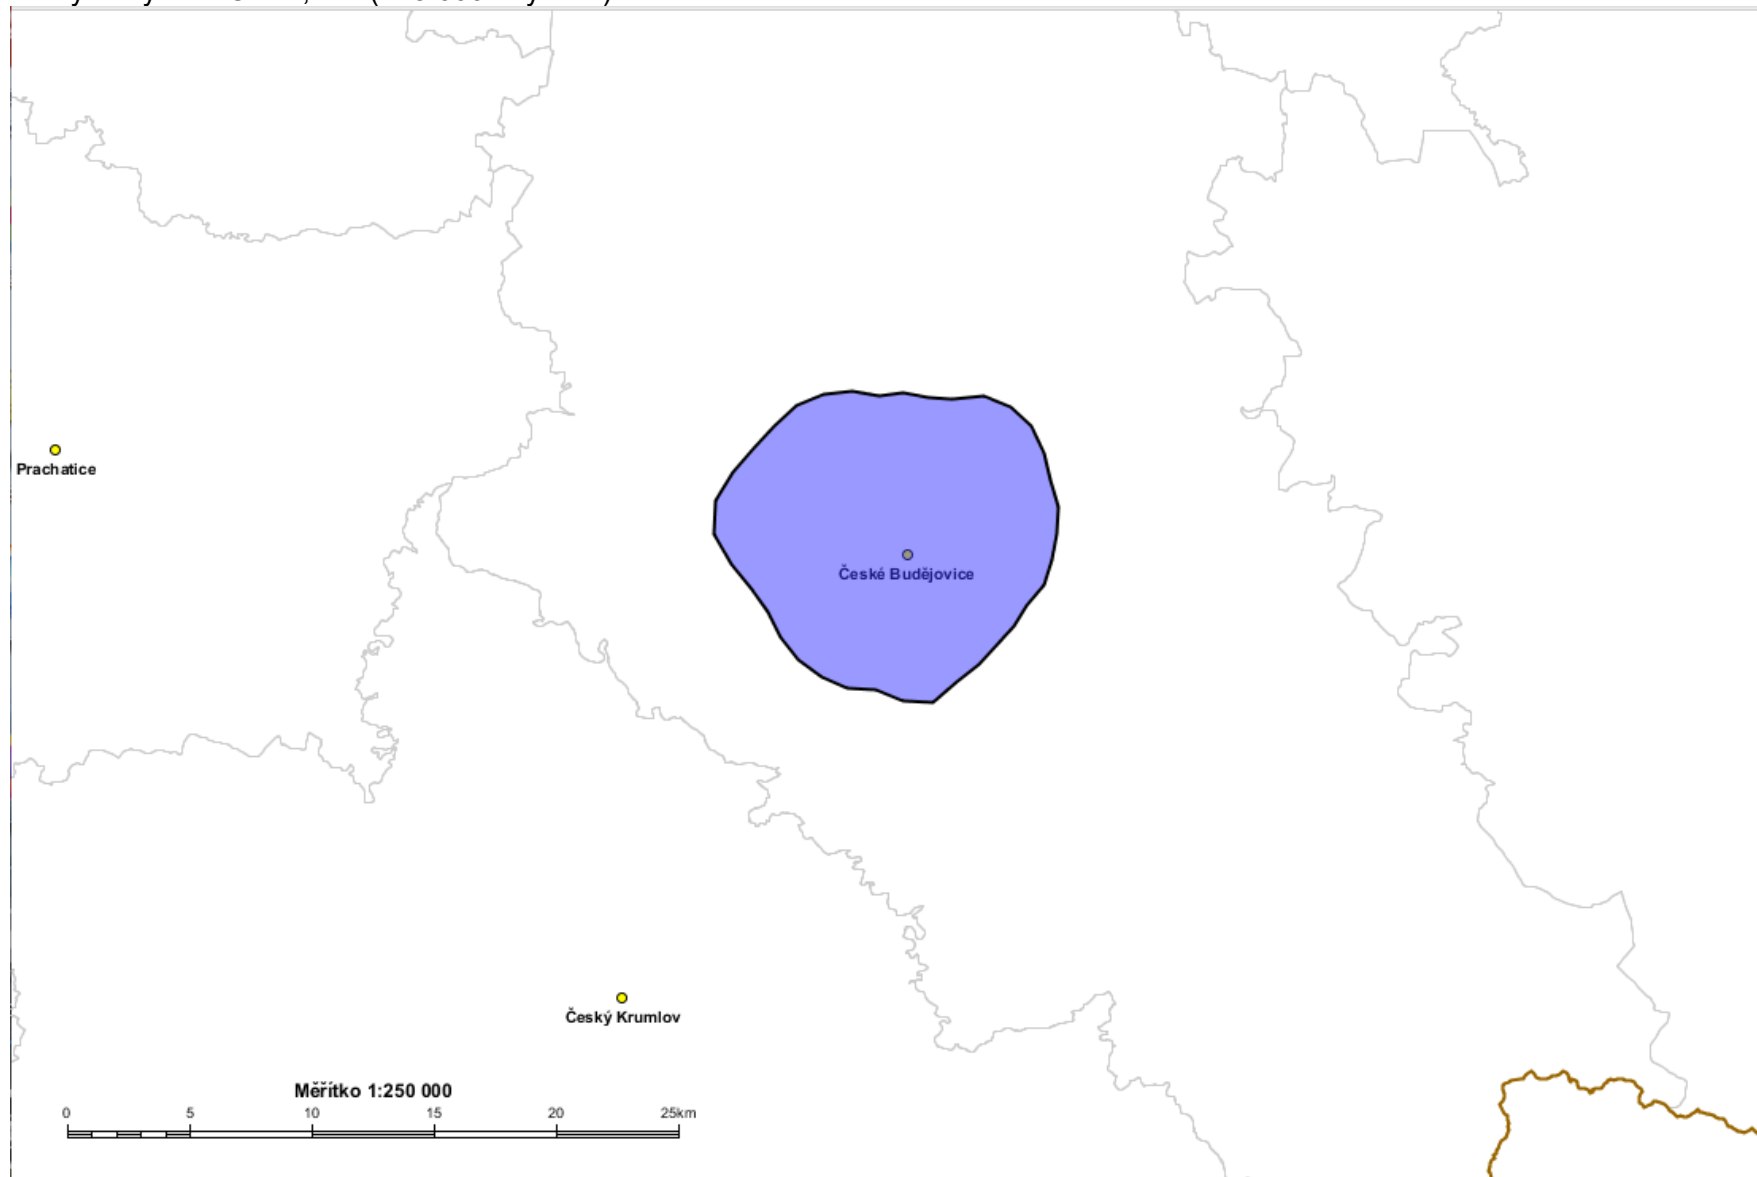 Prachatice
České Budějovice
Český Krumlov
Měřítko 1:250 000
0 5 10 15 20 25km